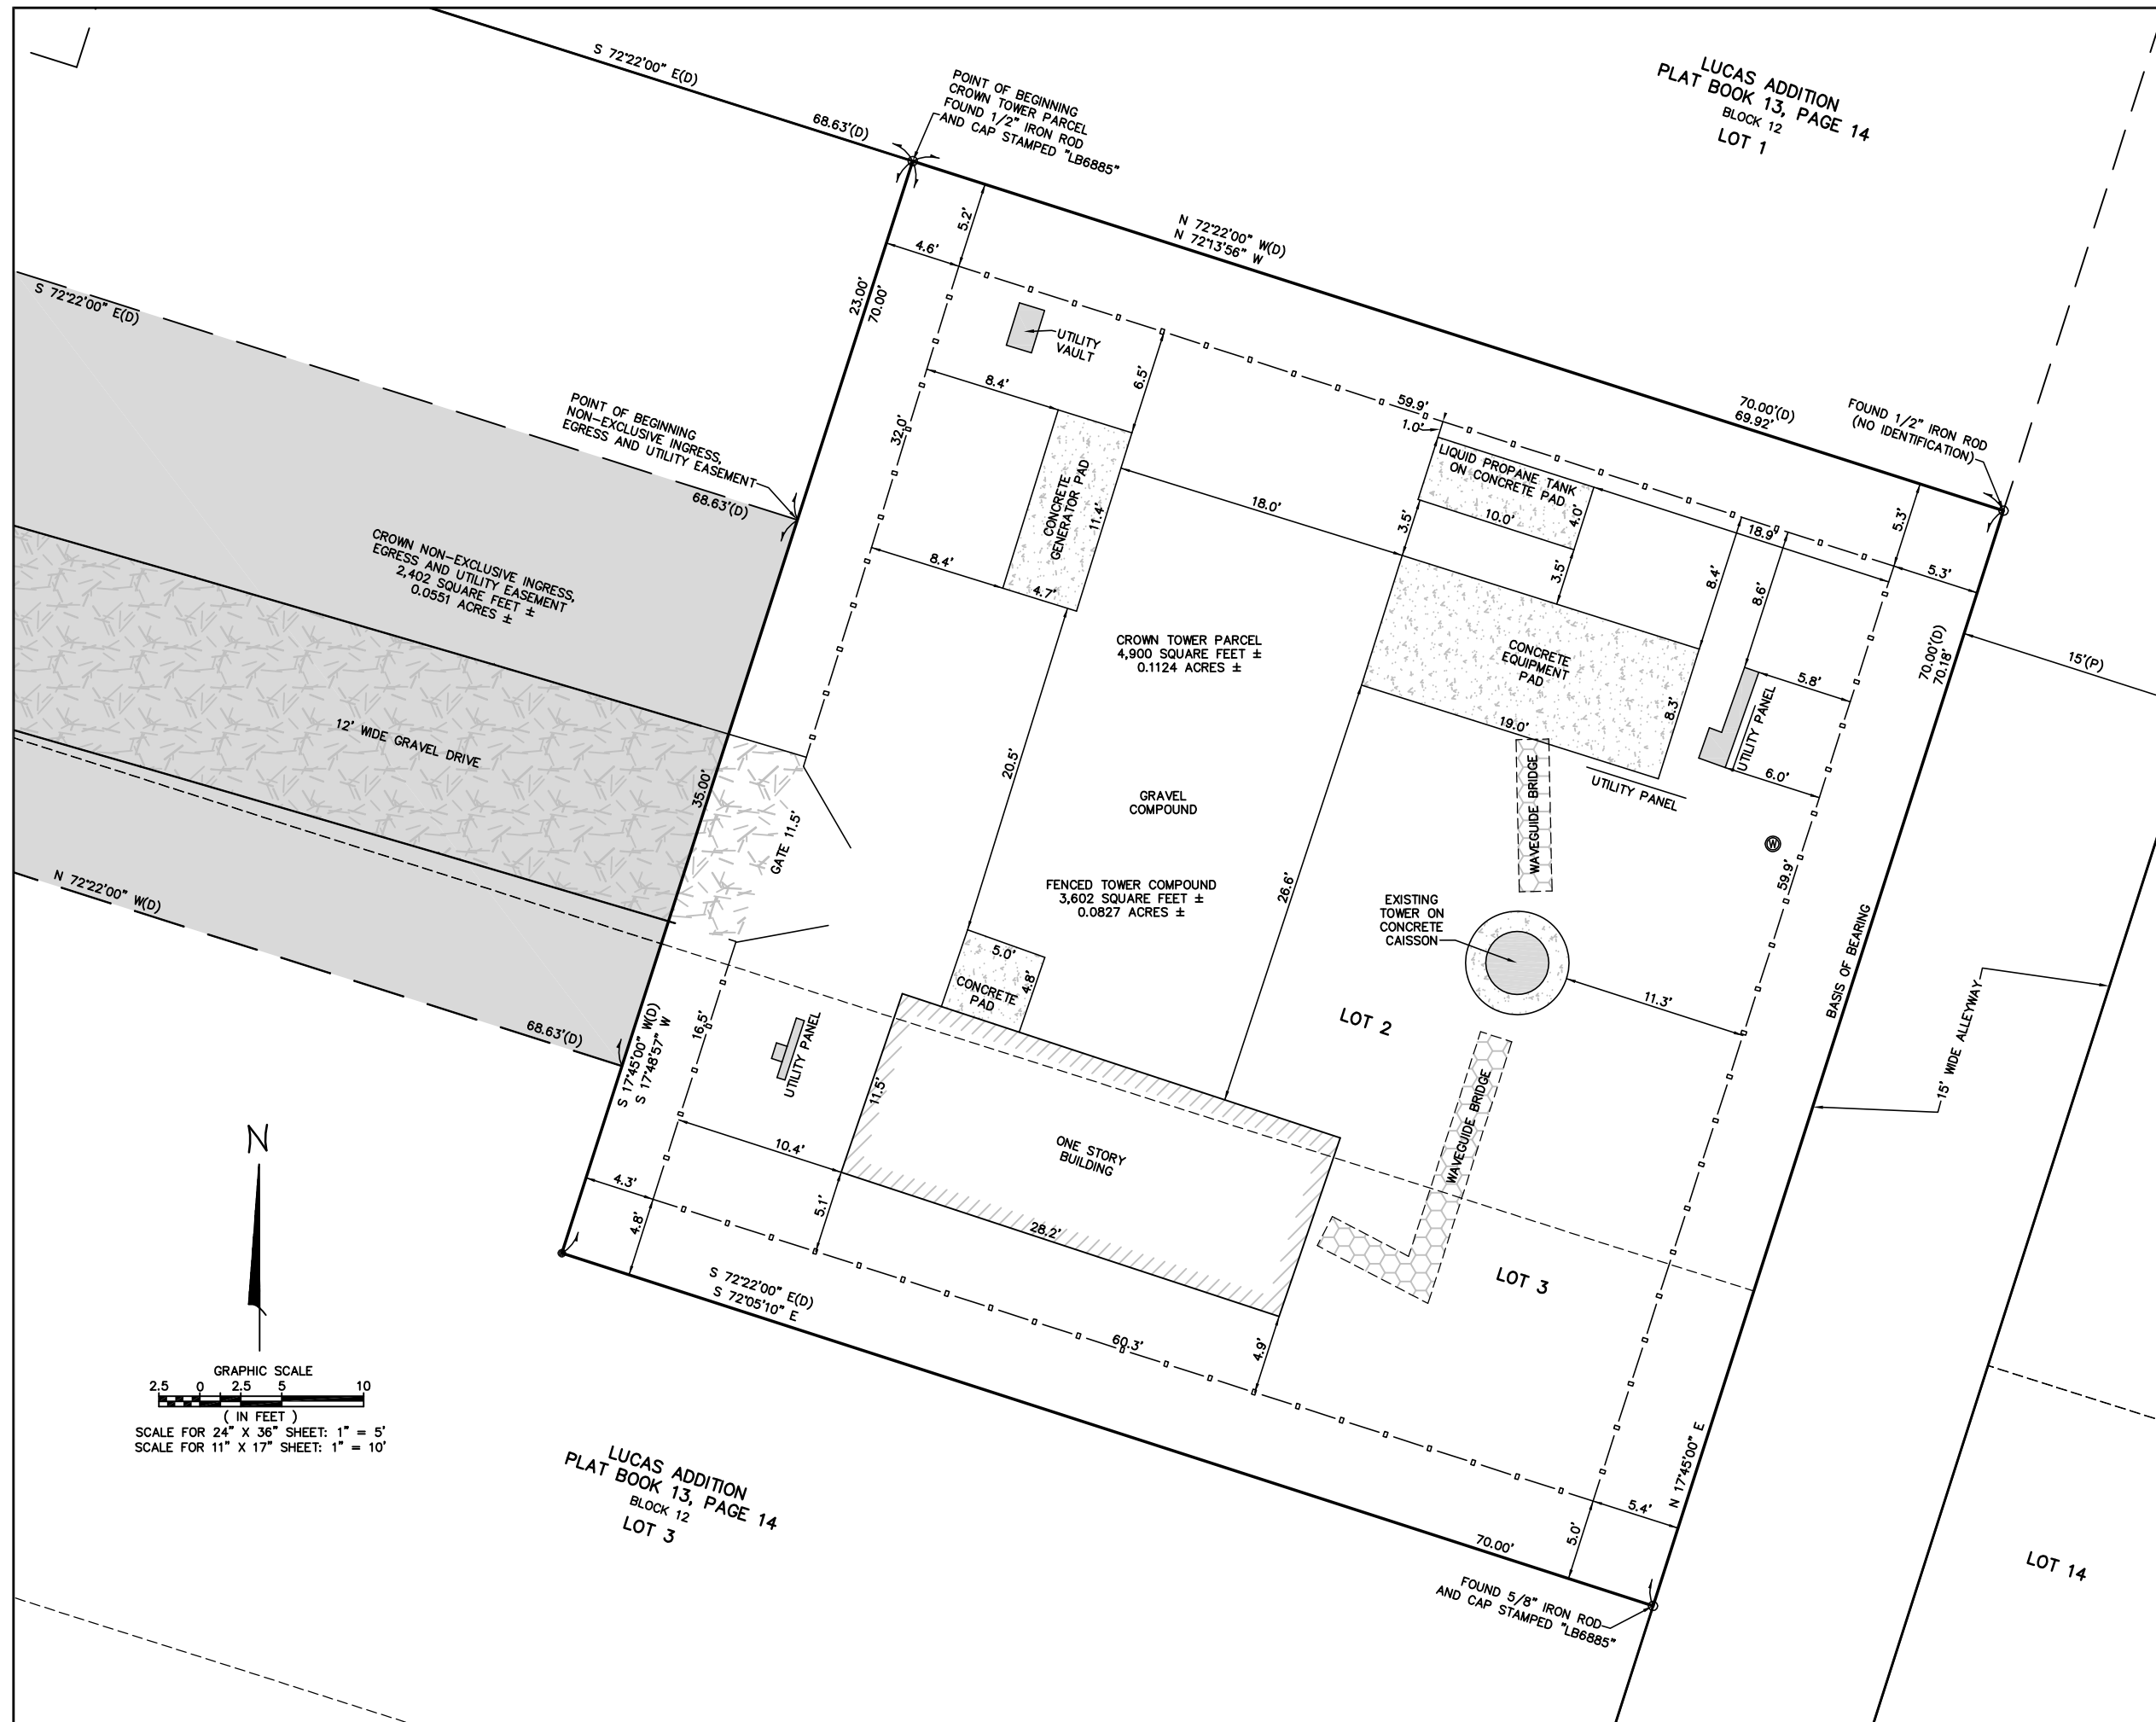 S 72°22'00" E(D)
68.63'(D)
POINT OF BEGINNING
CROWN TOWER PARCEL
FOUND 1/2" IRON ROD
AND CAP STAMPED "LB6885"
LUCAS ADDITION
PLAT BOOK 13, PAGE 14
BLOCK 12
LOT 1
N 72°22'00" W(D)
N 72°13'56" W
5.2'
4.6'
23.00'
70.00'
S 72°22'00" E(D)
UTILITY
VAULT
6.5'
8.4'
32.0'
59.9'
1.0'
70.00'(D)
69.92'
FOUND 1/2" IRON ROD
(NO IDENTIFICATION)
POINT OF BEGINNING
NON-EXCLUSIVE INGRESS,
EGRESS AND UTILITY EASEMENT
68.63'(D)
CONCRETE
GENERATOR PAD
11.4'
18.0'
LIQUID PROPANE TANK
ON CONCRETE PAD
10.0'
4.0'
3.5'
3.5'
18.9'
5.3'
5.3'
8.4'
8.6'
8.4'
4.7'
CROWN NON-EXCLUSIVE INGRESS,
EGRESS AND UTILITY EASEMENT
2,402 SQUARE FEET ±
0.0551 ACRES ±
CROWN TOWER PARCEL
4,900 SQUARE FEET ±
0.1124 ACRES ±
CONCRETE
EQUIPMENT
PAD
19.0'
8.3'
5.8'
UTILITY PANEL
6.0'
70.00'(D)
70.18'
15'(P)
12' WIDE GRAVEL DRIVE
35.00'
GATE 11.5'
20.5'
GRAVEL
COMPOUND
WAVEGUIDE BRIDGE
UTILITY PANEL
W
59.9'
N 72°22'00" W(D)
FENCED TOWER COMPOUND
3,602 SQUARE FEET ±
0.0827 ACRES ±
26.6'
EXISTING
TOWER ON
CONCRETE
CAISSON
BASIS OF BEARING
5.0'
4.8'
CONCRETE
PAD
11.3'
68.63'(D)
S 17°45'00" W(D)
S 17°48'57" W
16.5'
UTILITY PANEL
LOT 2
15' WIDE ALLEYWAY
11.5'
WAVEGUIDE BRIDGE
N
10.4'
ONE STORY
BUILDING
4.3'
4.8'
5.1'
28.2'
S 72°22'00" E(D)
S 72°05'10" E
LOT 3
60.3'
4.9'
GRAPHIC SCALE
2.5 0 2.5 5 10
( IN FEET )
SCALE FOR 24" X 36" SHEET: 1" = 5'
SCALE FOR 11" X 17" SHEET: 1" = 10'
LUCAS ADDITION
PLAT BOOK 13, PAGE 14
BLOCK 12
LOT 3
N 17°45'00" E
5.4'
5.0'
70.00'
LOT 14
FOUND 5/8" IRON ROD
AND CAP STAMPED "LB6885"